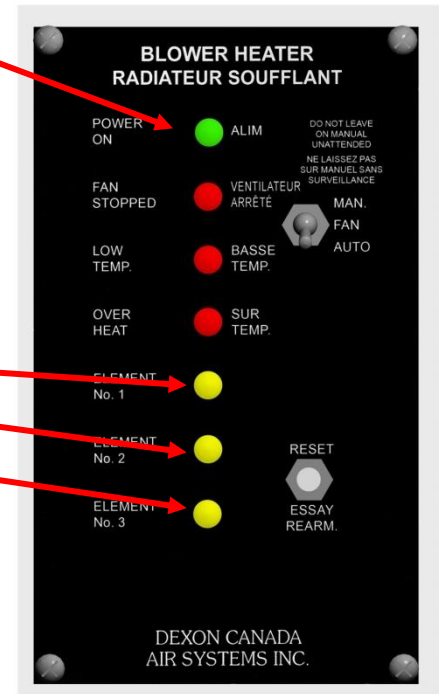 BLOWER HEATER
RADIATEUR SOUFFLANT
POWER
ON
ALIM
DO NOT LEAVE
ON MANUAL
UNATTENDED
NE LAISSEZ PAS
SUR MANUEL SANS
SURVEILLANCE
FAN
STOPPED
VENTILATEUR
ARRÊTÉ
MAN.
FAN
AUTO
LOW
TEMP.
BASSE
TEMP.
OVER
HEAT
SUR
TEMP.
ELEMENT
No. 1
ELEMENT
No. 2
ELEMENT
No. 3
RESET
ESSAY
REARM.
DEXON CANADA
AIR SYSTEMS INC.